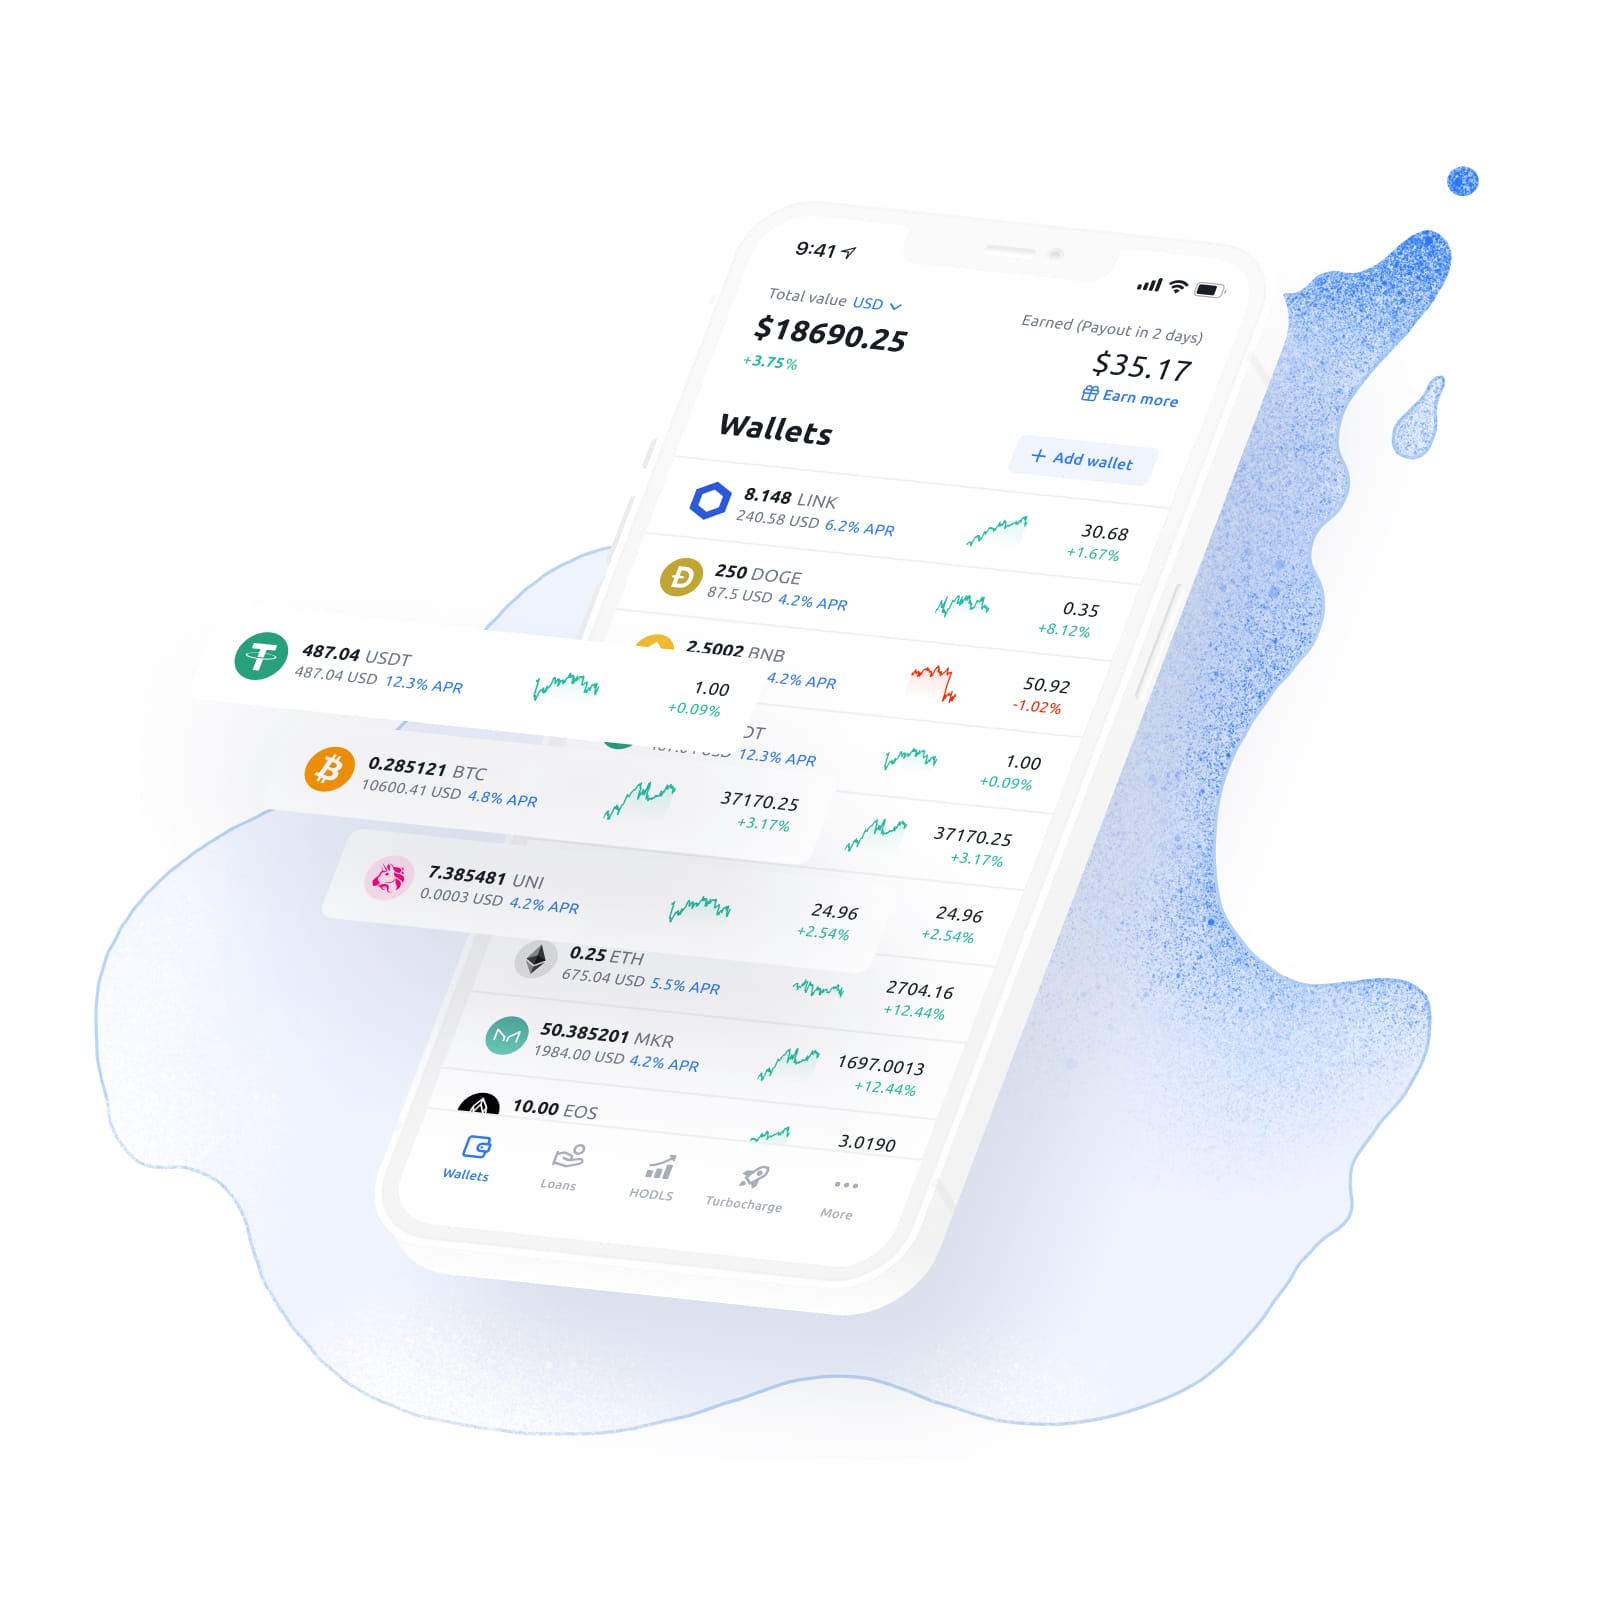 9:41
Total value USD
$18690.25
+3.75%
Earned (Payout in 2 days)
$35.17
Earn more
Wallets
+ Add wallet
8.148 LINK
240.58 USD 6.2% APR
30.68
+1.67%
250 DOGE
87.5 USD 4.2% APR
0.35
+8.12%
2.5002 BNB
4.2% APR
50.92
-1.02%
487.04 USDT
487.04 USD 12.3% APR
1.00
+0.09%
12.3% APR
1.00
+0.09%
0.285121 BTC
10600.41 USD 4.8% APR
37170.25
+3.17%
37170.25
+3.17%
7.385481 UNI
0.0003 USD 4.2% APR
24.96
+2.54%
24.96
+2.54%
0.25 ETH
675.04 USD 5.5% APR
2704.16
+12.44%
50.385201 MKR
1984.00 USD 4.2% APR
1697.0013
+12.44%
10.00 EOS
3.0190
Wallets
Loans
HODLS
Turbocharge
More